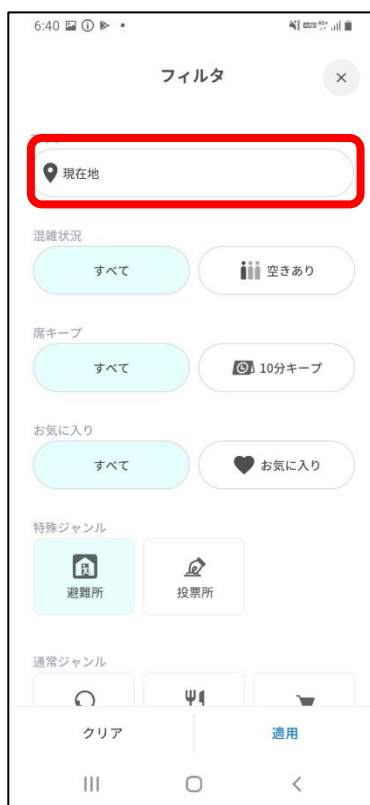 6:40
フィルタ
現在地
混雑状況
すべて
空きあり
席キープ
すべて
10分キープ
お気に入り
すべて
お気に入り
特殊ジャンル
避難所
投票所
通常ジャンル
クリア
適用